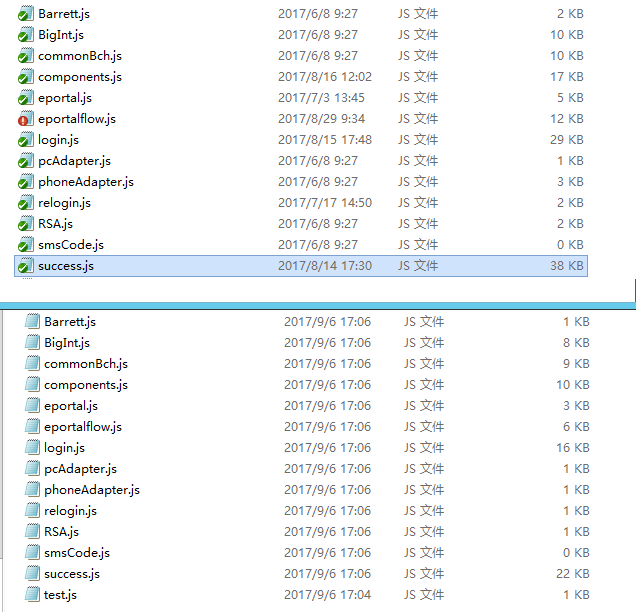 Barrett.js 2017/6/8 9:27 JS 文件 2 KB
BigInt.js 2017/6/8 9:27 JS 文件 10 KB
commonBch.js 2017/6/8 9:27 JS 文件 10 KB
components.js 2017/8/16 12:02 JS 文件 17 KB
eportal.js 2017/7/3 13:45 JS 文件 5 KB
eportalflow.js 2017/8/29 9:34 JS 文件 12 KB
login.js 2017/8/15 17:48 JS 文件 29 KB
pcAdapter.js 2017/6/8 9:27 JS 文件 1 KB
phoneAdapter.js 2017/6/8 9:27 JS 文件 3 KB
relogin.js 2017/7/17 14:50 JS 文件 2 KB
RSA.js 2017/6/8 9:27 JS 文件 2 KB
smsCode.js 2017/6/8 9:27 JS 文件 0 KB
success.js 2017/8/14 17:30 JS 文件 38 KB
Barrett.js 2017/9/6 17:06 JS 文件 1 KB
BigInt.js 2017/9/6 17:06 JS 文件 8 KB
commonBch.js 2017/9/6 17:06 JS 文件 9 KB
components.js 2017/9/6 17:06 JS 文件 10 KB
eportal.js 2017/9/6 17:06 JS 文件 3 KB
eportalflow.js 2017/9/6 17:06 JS 文件 6 KB
login.js 2017/9/6 17:06 JS 文件 16 KB
pcAdapter.js 2017/9/6 17:06 JS 文件 1 KB
phoneAdapter.js 2017/9/6 17:06 JS 文件 1 KB
relogin.js 2017/9/6 17:06 JS 文件 1 KB
RSA.js 2017/9/6 17:06 JS 文件 1 KB
smsCode.js 2017/9/6 17:06 JS 文件 0 KB
success.js 2017/9/6 17:06 JS 文件 22 KB
test.js 2017/9/6 17:04 JS 文件 1 KB